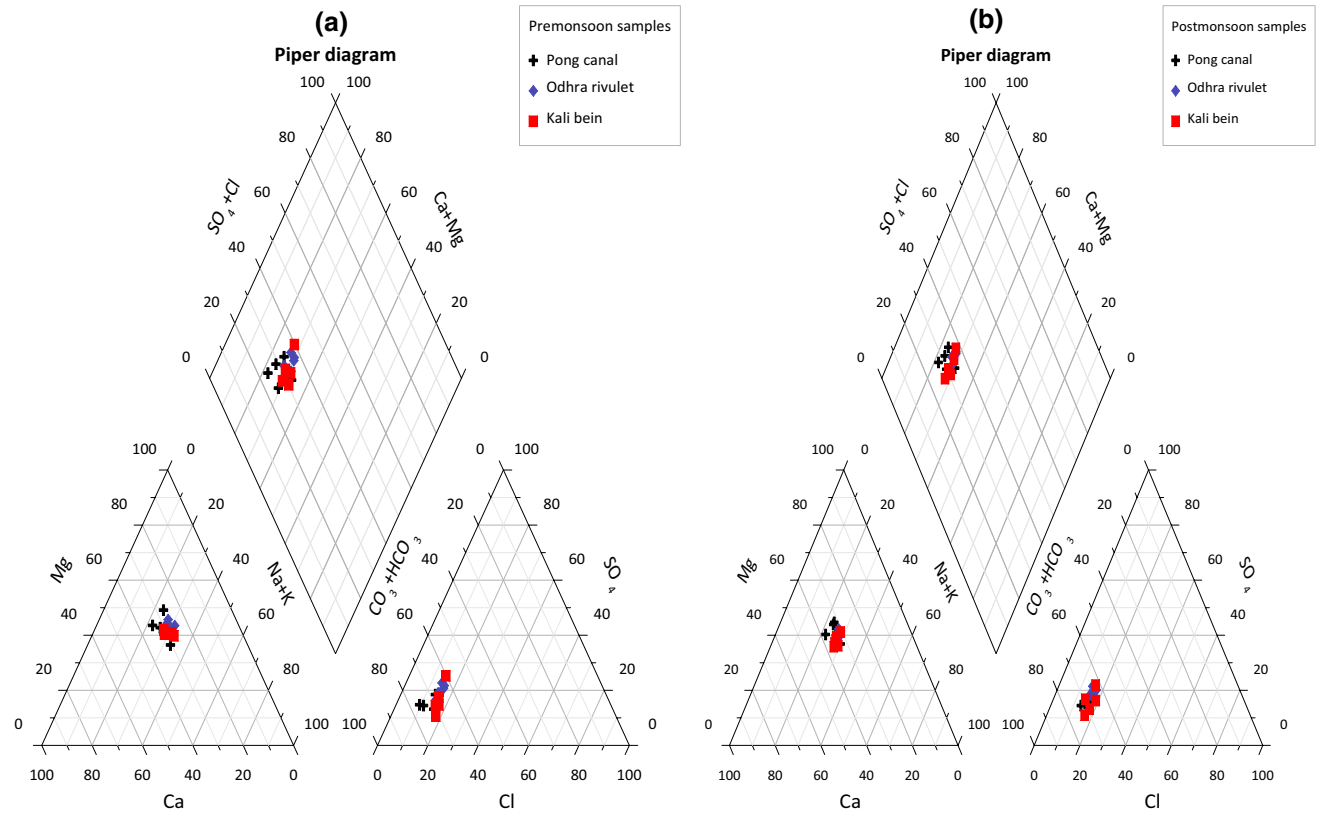 (a)
Piper diagram
Premonsoon samples
Pong canal
Odhra rivulet
Kali bein
100 100
80 80
60 60
40 40
20 20
0 0
SO4+Cl
Ca+Mg
100 0
80 20
60 40
40 60
20 80
0 100
Mg
Na+K
100 80 60 40 20 0
Ca
0 100
20 80
40 60
60 40
80 20
100 0
CO3+HCO3
SO4
0 20 40 60 80 100
Cl
(b)
Piper diagram
Postmonsoon samples
Pong canal
Odhra rivulet
Kali bein
100 100
80 80
60 60
40 40
20 20
0 0
SO4+Cl
Ca+Mg
100 0
80 20
60 40
40 60
20 80
0 100
Mg
Na+K
100 80 60 40 20 0
Ca
0 100
20 80
40 60
60 40
80 20
100 0
CO3+HCO3
SO4
0 20 40 60 80 100
Cl